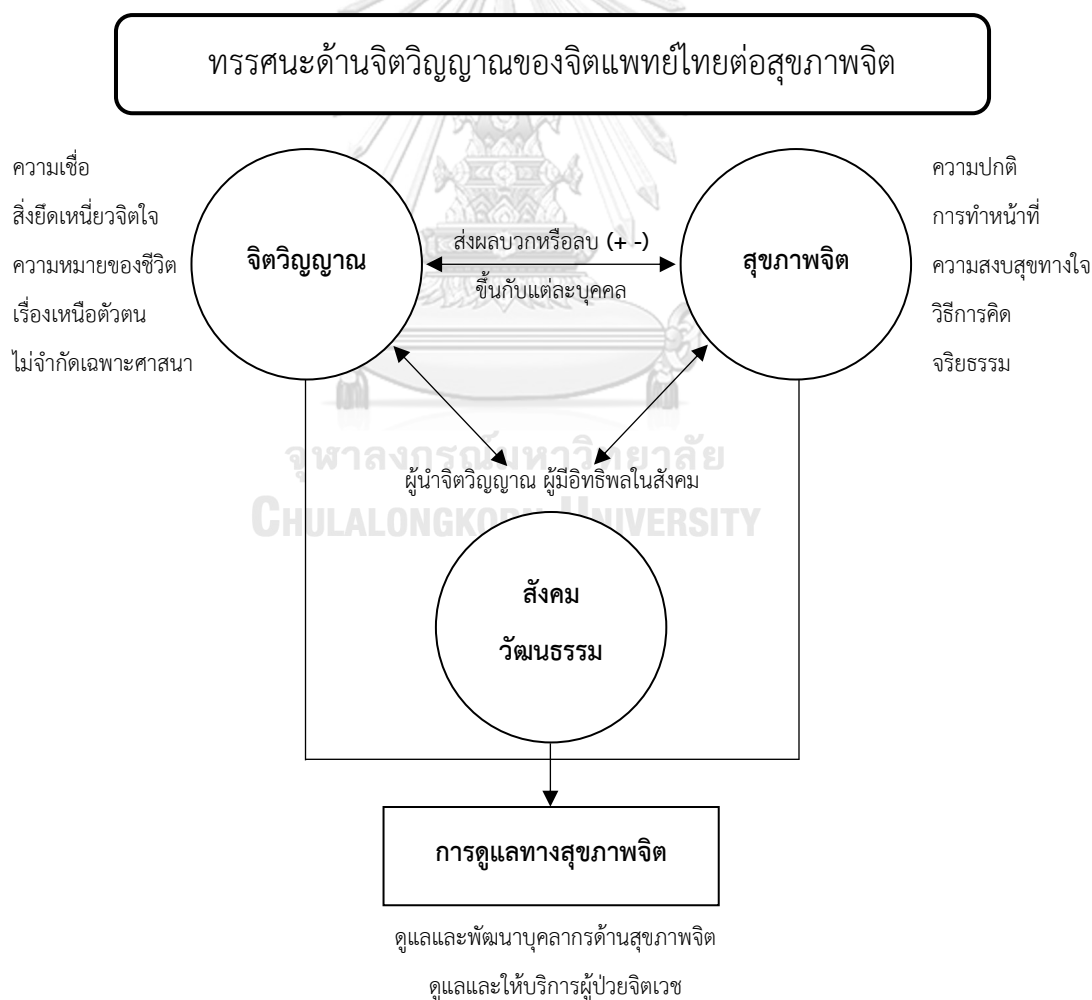 ทรรศนะด้านจิตวิญญาณของจิตแพทย์ไทยต่อสุขภาพจิต
ความเชื่อ
สิ่งยึดเหนี่ยวจิตใจ
ความหมายของชีวิต
เรื่องเหนือตัวตน
ไม่จำกัดเฉพาะศาสนา
จิตวิญญาณ
ส่งผลบวกหรือลบ (+ -)
ขึ้นกับแต่ละบุคคล
สุขภาพจิต
ความปกติ
การทำหน้าที่
ความสงบสุขทางใจ
วิธีการคิด
จริยธรรม
จุฬาลงกรณ์มหาวิทยาลัย
ผู้นำจิตวิญญาณ ผู้มีอิทธิพลในสังคม
CHULALONGKORN UNIVERSITY
สังคม
วัฒนธรรม
การดูแลทางสุขภาพจิต
ดูแลและพัฒนาบุคลากรด้านสุขภาพจิต
ดูแลและให้บริการผู้ป่วยจิตเวช